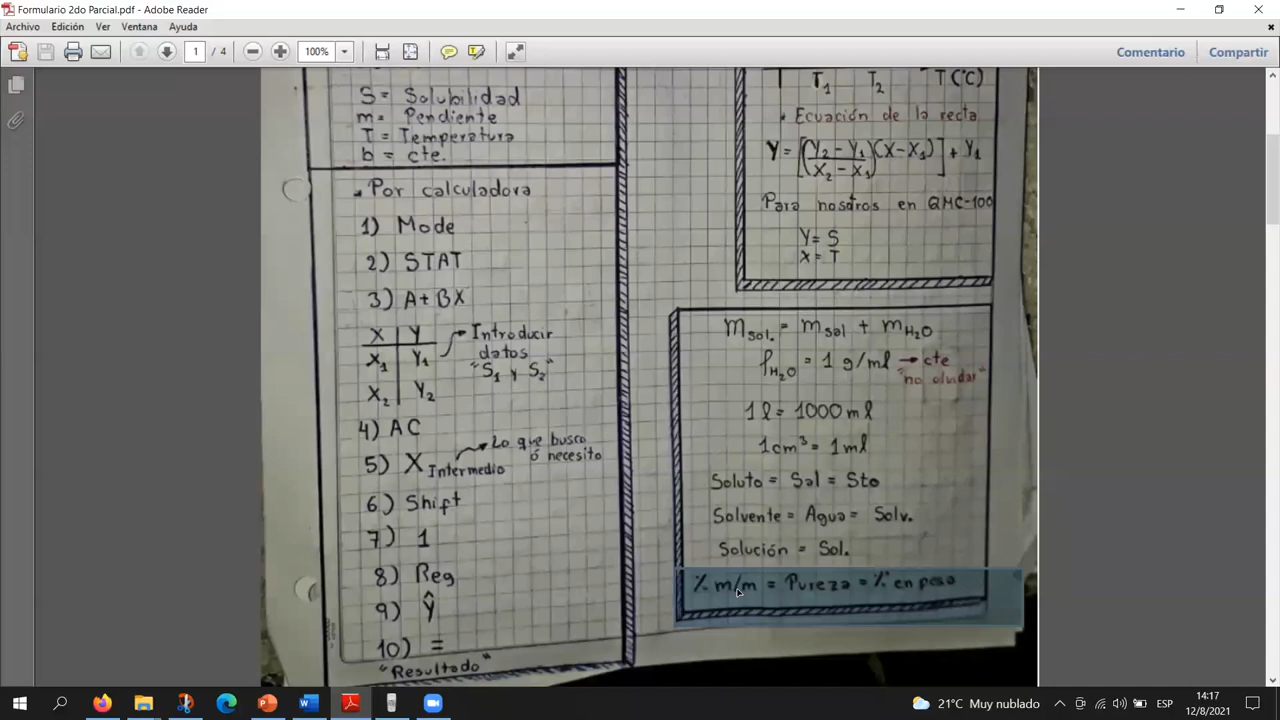 Formulario 2do Parcial.pdf - Adobe Reader
Archivo Edición Ver Ventana Ayuda
1 / 4 100% Comentario Compartir
S = Solubilidad
m = Pendiente
T = Temperatura
b = cte.
• Por calculadora
1) Mode
2) STAT
3) A + BX
X | Y
X1 | Y1
X2 | Y2
Introducir
datos
"S1 y S2"
4) AC
5) X Intermedio
Lo que busco
ó necesito
6) Shift
7) 1
8) Reg
9) Ŷ
10) =
"Resultado"
T T1 T2 T (°C)
• Ecuación de la recta
Y = [(Y2 - Y1 / X2 - X1)(X - X1)] + Y1
Para nosotros en QMC-100
Y = S
X = T
m sol. = m sal + m H2O
ρ H2O = 1 g/ml → cte
"no olvidar"
1 l = 1000 ml
1 cm³ = 1 ml
Soluto = Sal = Sto
Solvente = Agua = Solv.
Solución = Sol.
% m/m = Pureza = % en peso
21°C Muy nublado ESP 14:17
12/8/2021